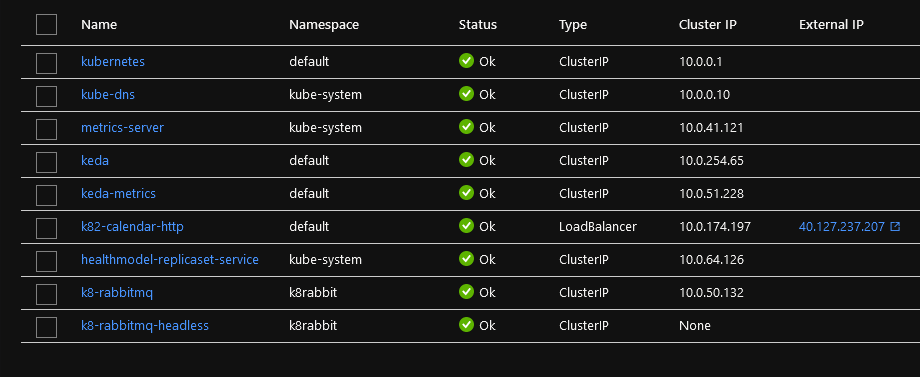 Name Namespace Status Type Cluster IP External IP
kubernetes default Ok ClusterIP 10.0.0.1
kube-dns kube-system Ok ClusterIP 10.0.0.10
metrics-server kube-system Ok ClusterIP 10.0.41.121
keda default Ok ClusterIP 10.0.254.65
keda-metrics default Ok ClusterIP 10.0.51.228
k82-calendar-http default Ok LoadBalancer 10.0.174.197 40.127.237.207
healthmodel-replicaset-service kube-system Ok ClusterIP 10.0.64.126
k8-rabbitmq k8rabbit Ok ClusterIP 10.0.50.132
k8-rabbitmq-headless k8rabbit Ok ClusterIP None